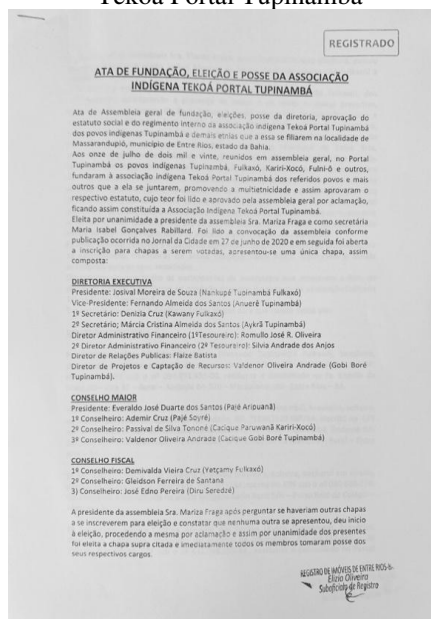 Tekoá Portal Tupinambá
REGISTRADO
ATA DE FUNDAÇÃO, ELEIÇÃO E POSSE DA ASSOCIAÇÃO
INDÍGENA TEKOÁ PORTAL TUPINAMBÁ
Ata de Assembleia geral de fundação, eleições, posse da diretoria, aprovação do
estatuto social e do regimento interno da associação indígena Tekoá Portal Tupinambá
dos povos indígenas Tupinambá e demais etnias que a essa se filiarem na localidade de
Massarandupió, município de Entre Rios, estado da Bahia.
Aos onze de julho de dois mil e vinte, reunidos em assembleia geral, no Portal
Tupinambá os povos indígenas Tupinambá, Fulkaxó, Kariri-Xocó, Fulni-ô e outros,
fundaram à associação indígena Tekoá Portal Tupinambá dos referidos povos e mais
outros que a ela se juntarem, promovendo a multietnicidade e assim aprovaram o
respectivo estatuto, cujo teor foi lido e aprovado pela assembleia geral por aclamação,
ficando assim constituída a Associação Indígena Tekoá Portal Tupinambá.
Eleita por unanimidade a presidente da assembleia Sra. Mariza Fraga e como secretária
Maria Isabel Gonçalves Rabillard. Foi lido a convocação da assembleia conforme
publicação ocorrida no Jornal da Cidade em 27 de junho de 2020 e em seguida foi aberta
a inscrição para chapas a serem votadas, apresentou-se uma única chapa, assim
composta:
DIRETORIA EXECUTIVA
Presidente: Josival Moreira de Souza (Nankupé Tupinambá Fulkaxó)
Vice-Presidente: Fernando Almeida dos Santos (Anuerê Tupinambá)
1º Secretário: Denizia Cruz (Kawany Fulkaxó)
2º Secretário; Márcia Cristina Almeida dos Santos (Aykrã Tupinambá)
Diretor Administrativo Financeiro (1ºTesoureiro): Romullo José R. Oliveira
2º Diretor Administrativo Financeiro (2º Tesoureiro): Silvia Andrade dos Anjos
Diretor de Relações Publicas: Flaize Batista
Diretor de Projetos e Captação de Recursos: Valdenor Oliveira Andrade (Gobi Boré
Tupinambá).
CONSELHO MAIOR
Presidente: Everaldo José Duarte dos Santos (Pajé Aripuanã)
1º Conselheiro: Ademir Cruz (Pajé Soyré)
2º Conselheiro: Passival de Silva Tononé (Cacique Paruwanã Kariri-Xocó)
3º Conselheiro: Valdenor Oliveira Andrade (Cacique Gobi Boré Tupinambá)
CONSELHO FISCAL
1º Conselheiro: Demivalda Vieira Cruz (Yetçamy Fulkaxó)
2º Conselheiro: Gleidson Ferreira de Santana
3) Conselheiro: José Edno Pereira (Diru Seredzé)
A presidente da assembleia Sra. Mariza Fraga após perguntar se haveriam outras chapas
a se inscreverem para eleição e constatar que nenhuma outra se apresentou, deu início
à eleição, procedendo a mesma por aclamação e assim por unanimidade dos presentes
foi eleita a chapa supra citada e imediatamente todos os membros tomaram posse dos
seus respectivos cargos.
REGISTRO DE IMÓVEIS DE ENTRE RIOS-B.
Elizio Oliveira
Suboficiala de Registro